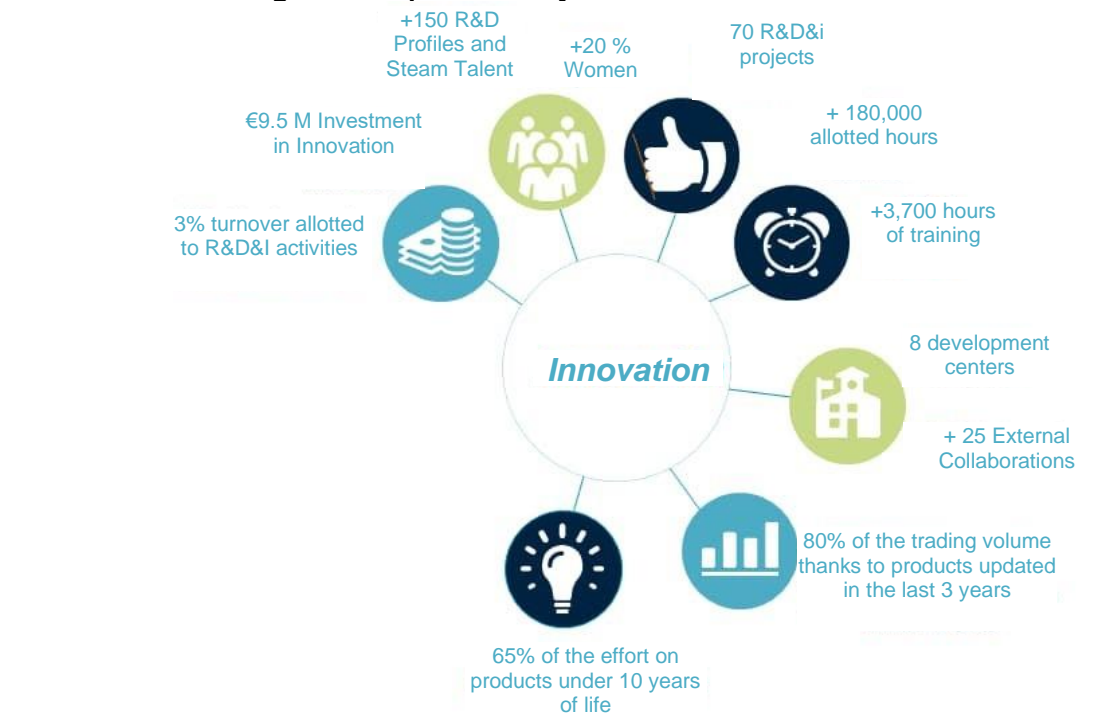 +150 R&D
Profiles and
Steam Talent
+20 %
Women
70 R&D&i
projects
€9.5 M Investment
in Innovation
+ 180,000
allotted hours
3% turnover allotted
to R&D&I activities
+3,700 hours
of training
Innovation
8 development
centers
+ 25 External
Collaborations
80% of the trading volume
thanks to products updated
in the last 3 years
65% of the effort on
products under 10 years
of life